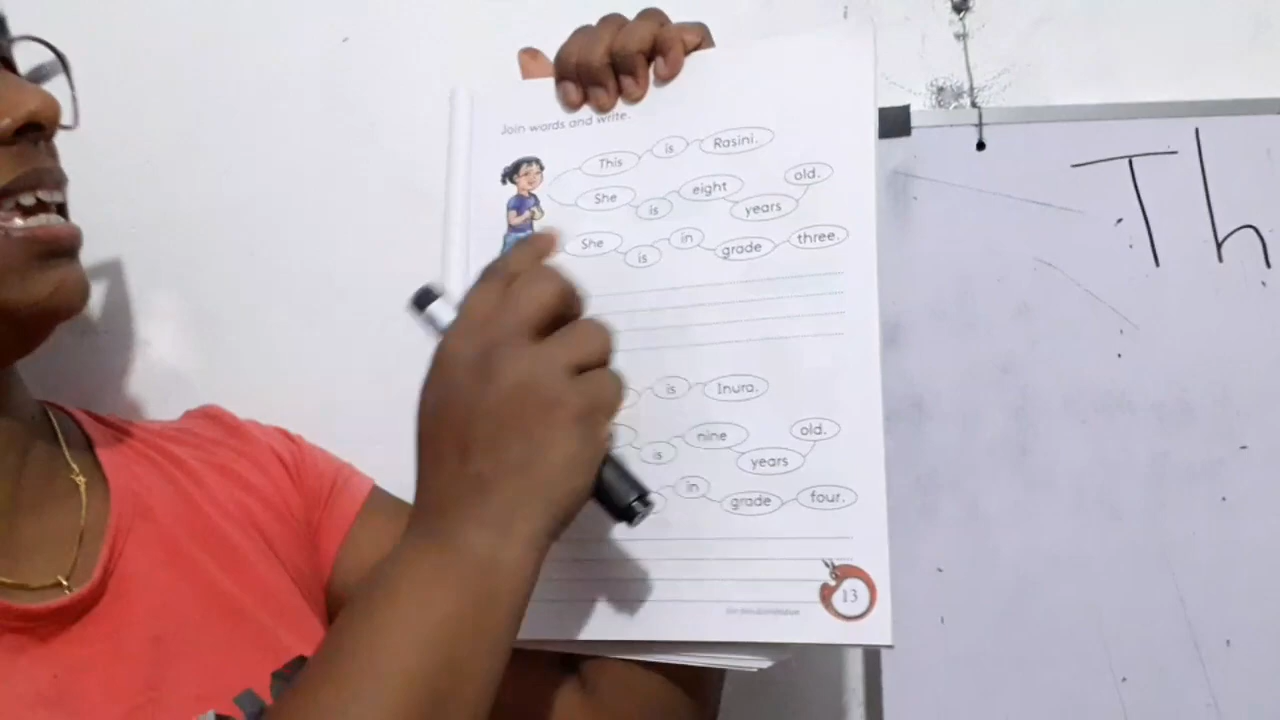 Join words and write.
This is Rasini.
She is eight years old.
She is in grade three.
is Inura.
is nine years old.
in grade four.
13
Th